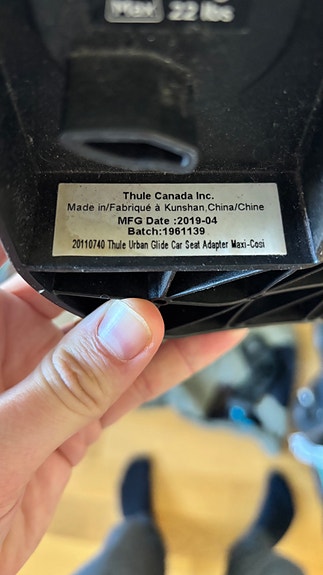 Max 22 lbs
Thule Canada Inc.
Made in/Fabriqué à Kunshan,China/Chine
MFG Date :2019-04
Batch:1961139
20110740 Thule Urban Glide Car Seat Adapter Maxi-Cosi